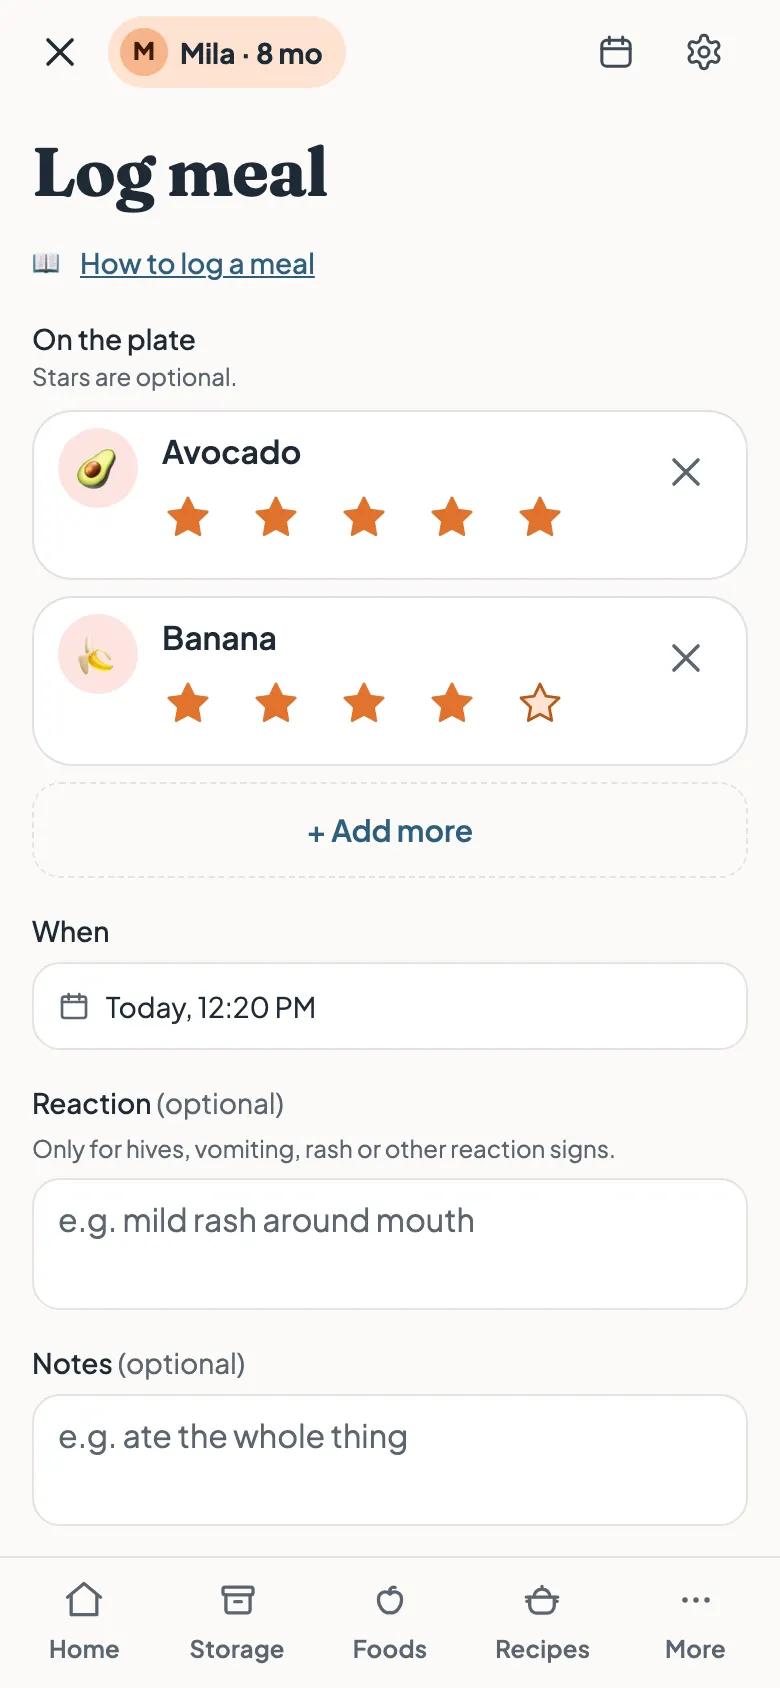 M Mila · 8 mo
Log meal
How to log a meal
On the plate
Stars are optional.
Avocado
Banana
+ Add more
When
Today, 12:20 PM
Reaction (optional)
Only for hives, vomiting, rash or other reaction signs.
e.g. mild rash around mouth
Notes (optional)
e.g. ate the whole thing
Home Storage Foods Recipes More